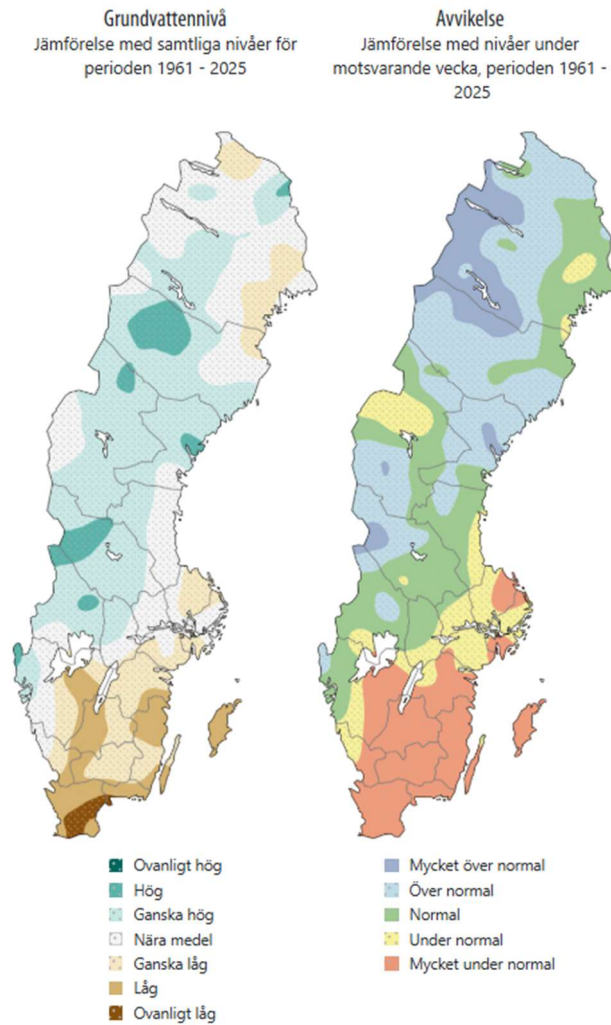 Grundvattennivå
Jämförelse med samtliga nivåer för
perioden 1961 - 2025
Avvikelse
Jämförelse med nivåer under
motsvarande vecka, perioden 1961 -
2025
Ovanligt hög
Hög
Ganska hög
Nära medel
Ganska låg
Låg
Ovanligt låg
Mycket över normal
Över normal
Normal
Under normal
Mycket under normal